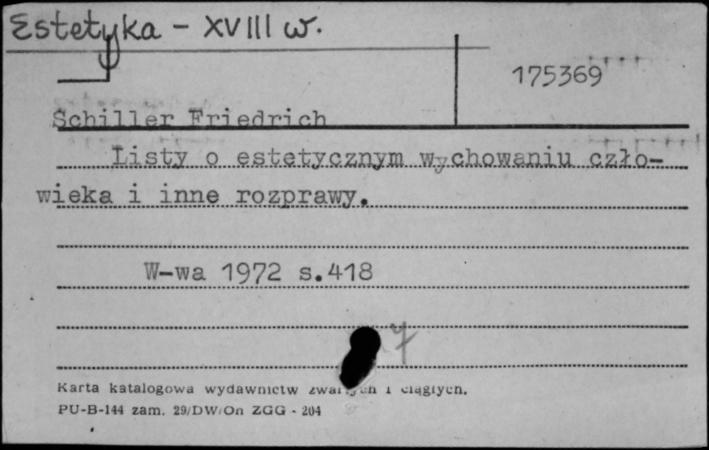 Estetyka - XVIII w.
175369
Schiller Friedrich
Listy o estetycznym wychowaniu czło-
wieka i inne rozprawy.
W-wa 1972 s.418
7
Karta katalogowa wydawnictw zwartych i ciągłych.
PU-B-144 zam. 29/DW/On ZGG - 204